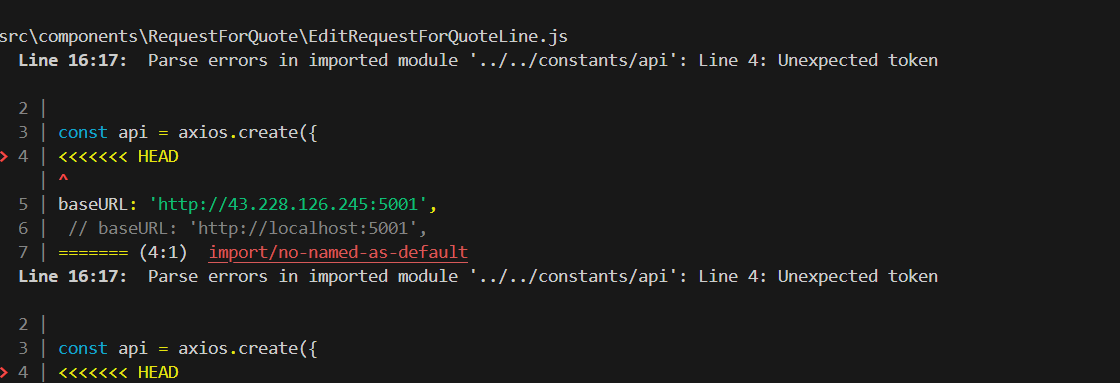 src\components\RequestForQuote\EditRequestForQuoteLine.js
Line 16:17:  Parse errors in imported module '../../constants/api': Line 4: Unexpected token
2 |
3 | const api = axios.create({
> 4 | <<<<<<< HEAD
| ^
5 | baseURL: 'http://43.228.126.245:5001',
6 |  // baseURL: 'http://localhost:5001',
7 | ======= (4:1)  import/no-named-as-default
Line 16:17:  Parse errors in imported module '../../constants/api': Line 4: Unexpected token
2 |
3 | const api = axios.create({
> 4 | <<<<<<< HEAD